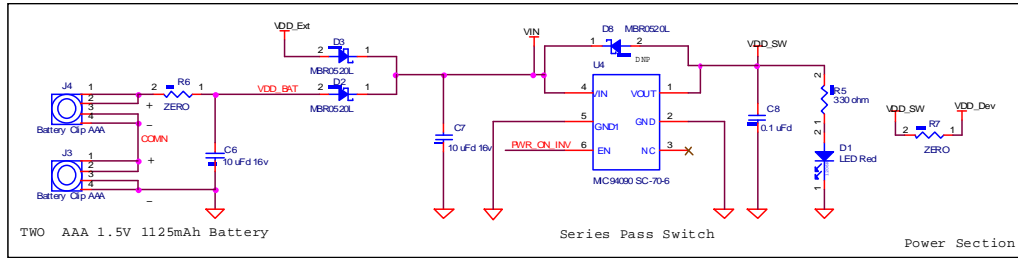 VDD_Ext
D3
2 1
MBR0520L
D2
2 1
MBR0520L
VDD_BAT
J4
1
2
3
4
Battery Clip AAA
+
−
COMN
J3
1
2
3
4
Battery Clip AAA
+
−
R6
2 1
ZERO
C6
10 uFd 16v
C7
10 uFd 16v
VIN
D8
MBR0520L
1 2
DNP
U4
4 VIN VOUT 1
5 GND1 GND 2
6 EN NC 3
PWR_ON_INV
MIC94090 SC-70-6
VDD_SW
C8
0.1 uFd
2
R5
330 ohm
1
2
D1
LED Red
1
VDD_SW
VDD_Dev
R7
2 1
ZERO
TWO AAA 1.5V 1125mAh Battery
Series Pass Switch
Power Section